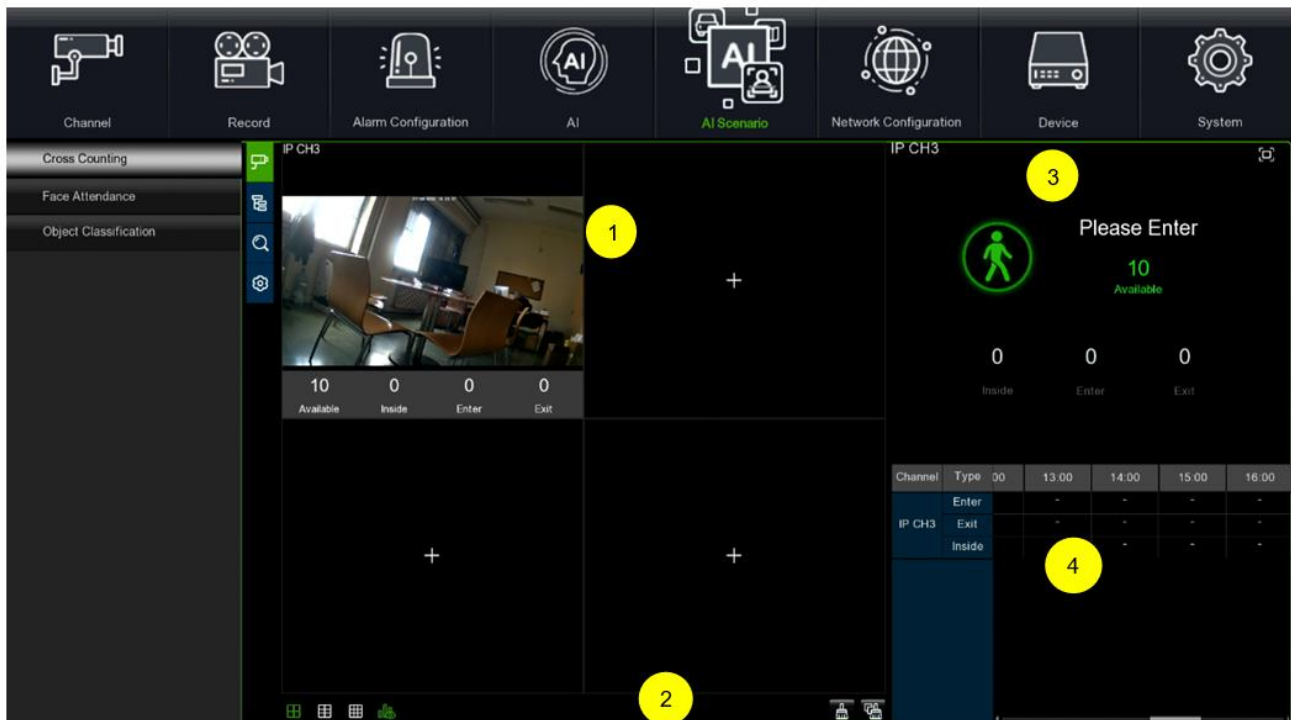 Channel
Record
Alarm Configuration
AI
AI
AI Scenario
Network Configuration
Device
System
Cross Counting
Face Attendance
Object Classification
IP CH3
1
10 0 0 0
Available Inside Enter Exit
2
IP CH3
3
Please Enter
10
Available
0 0 0
Inside Enter Exit
Channel Type 00 13:00 14:00 15:00 16:00
Enter - - - -
IP CH3 Exit - - - -
Inside - - -
4